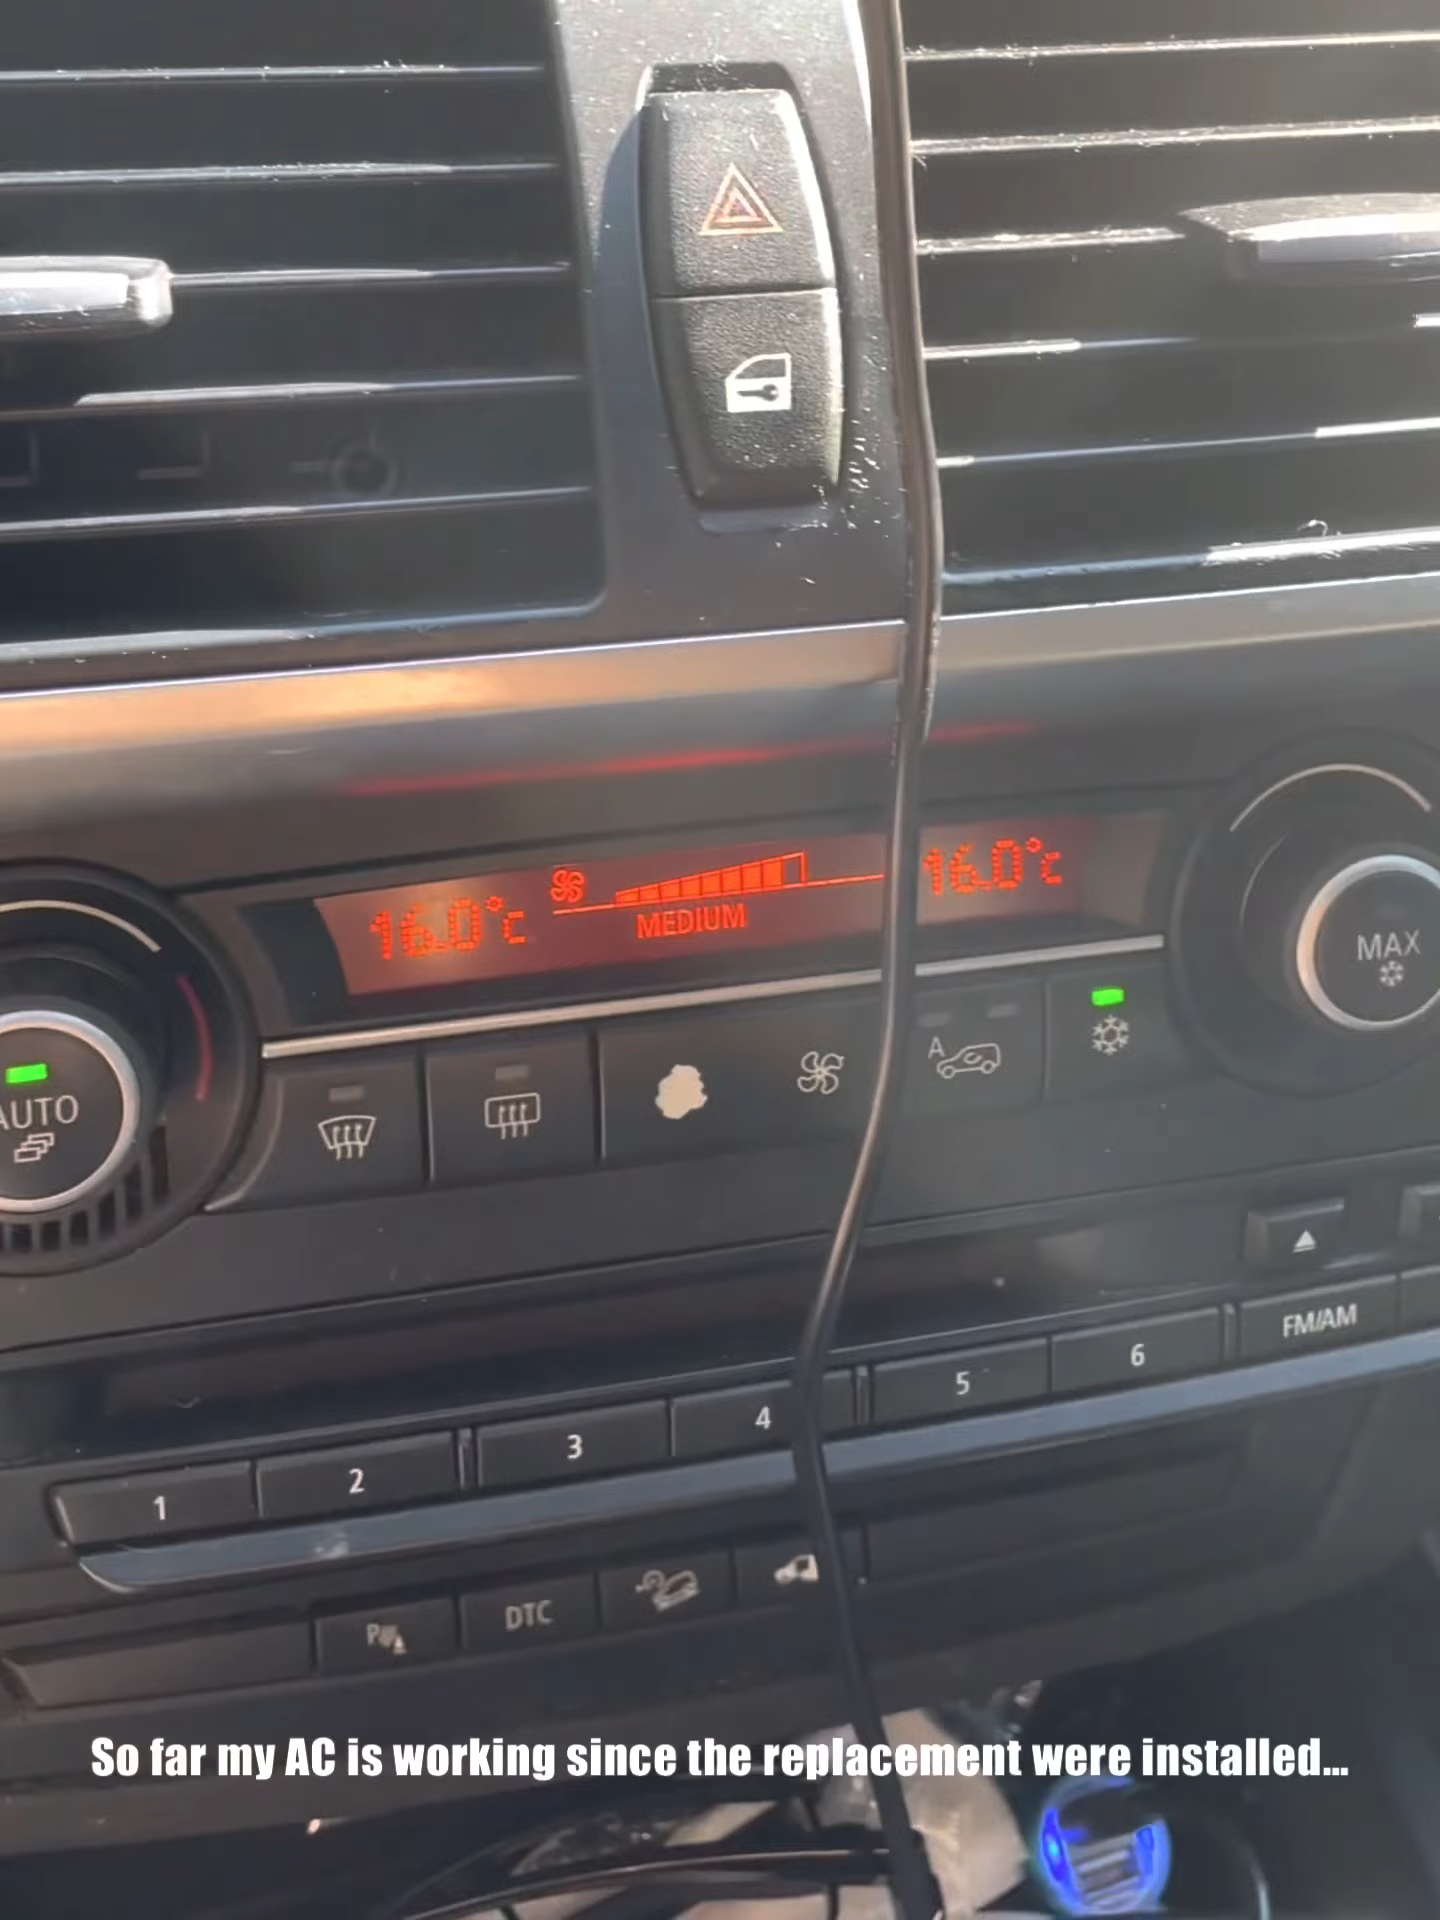 16.0°c
MEDIUM
16.0°c
MAX
AUTO
A
FM/AM
1
2
3
4
5
6
DTC
So far my AC is working since the replacement were installed...